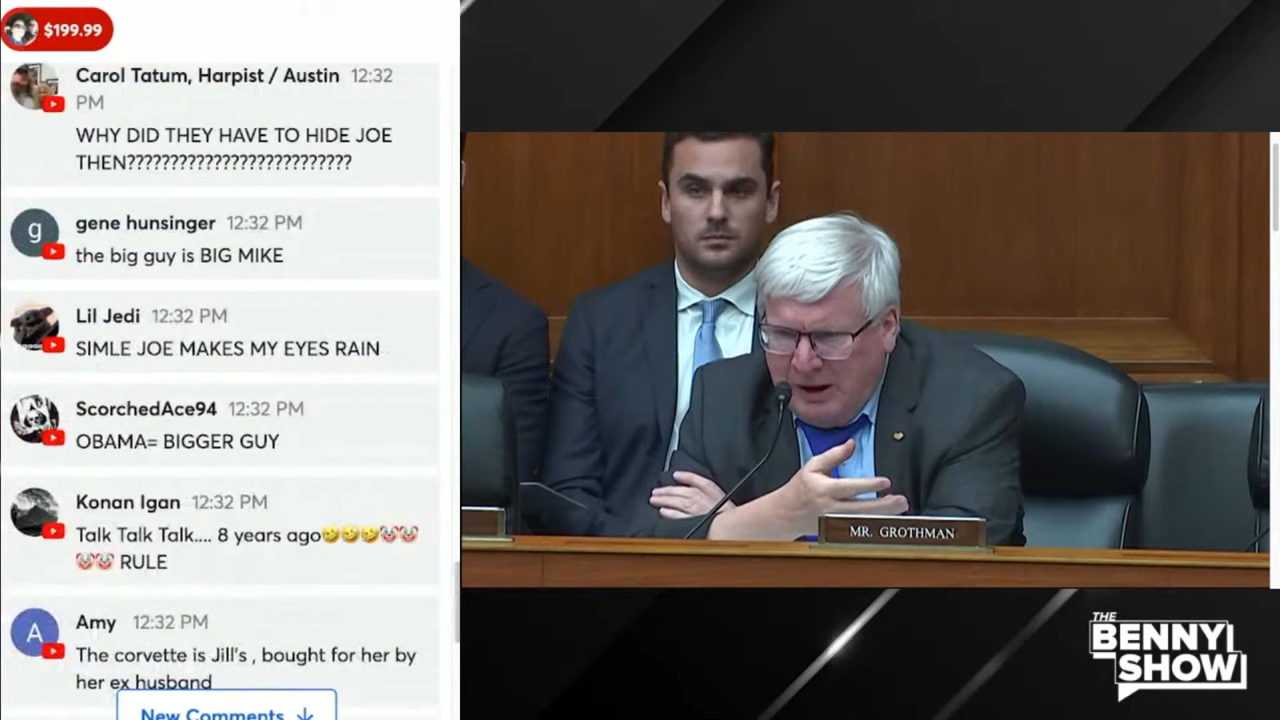 $199.99
Carol Tatum, Harpist / Austin 12:32
PM
WHY DID THEY HAVE TO HIDE JOE
THEN??????????????????????????
gene hunsinger 12:32 PM
the big guy is BIG MIKE
Lil Jedi 12:32 PM
SIMLE JOE MAKES MY EYES RAIN
ScorchedAce94 12:32 PM
OBAMA= BIGGER GUY
Konan Igan 12:32 PM
Talk Talk Talk.... 8 years ago🤣🤣🤣🤡🤡
🤡🤡 RULE
Amy 12:32 PM
The corvette is Jill's , bought for her by
her ex husband
New Comments ↓
g
A
MR. GROTHMAN
THE
BENNY
SHOW